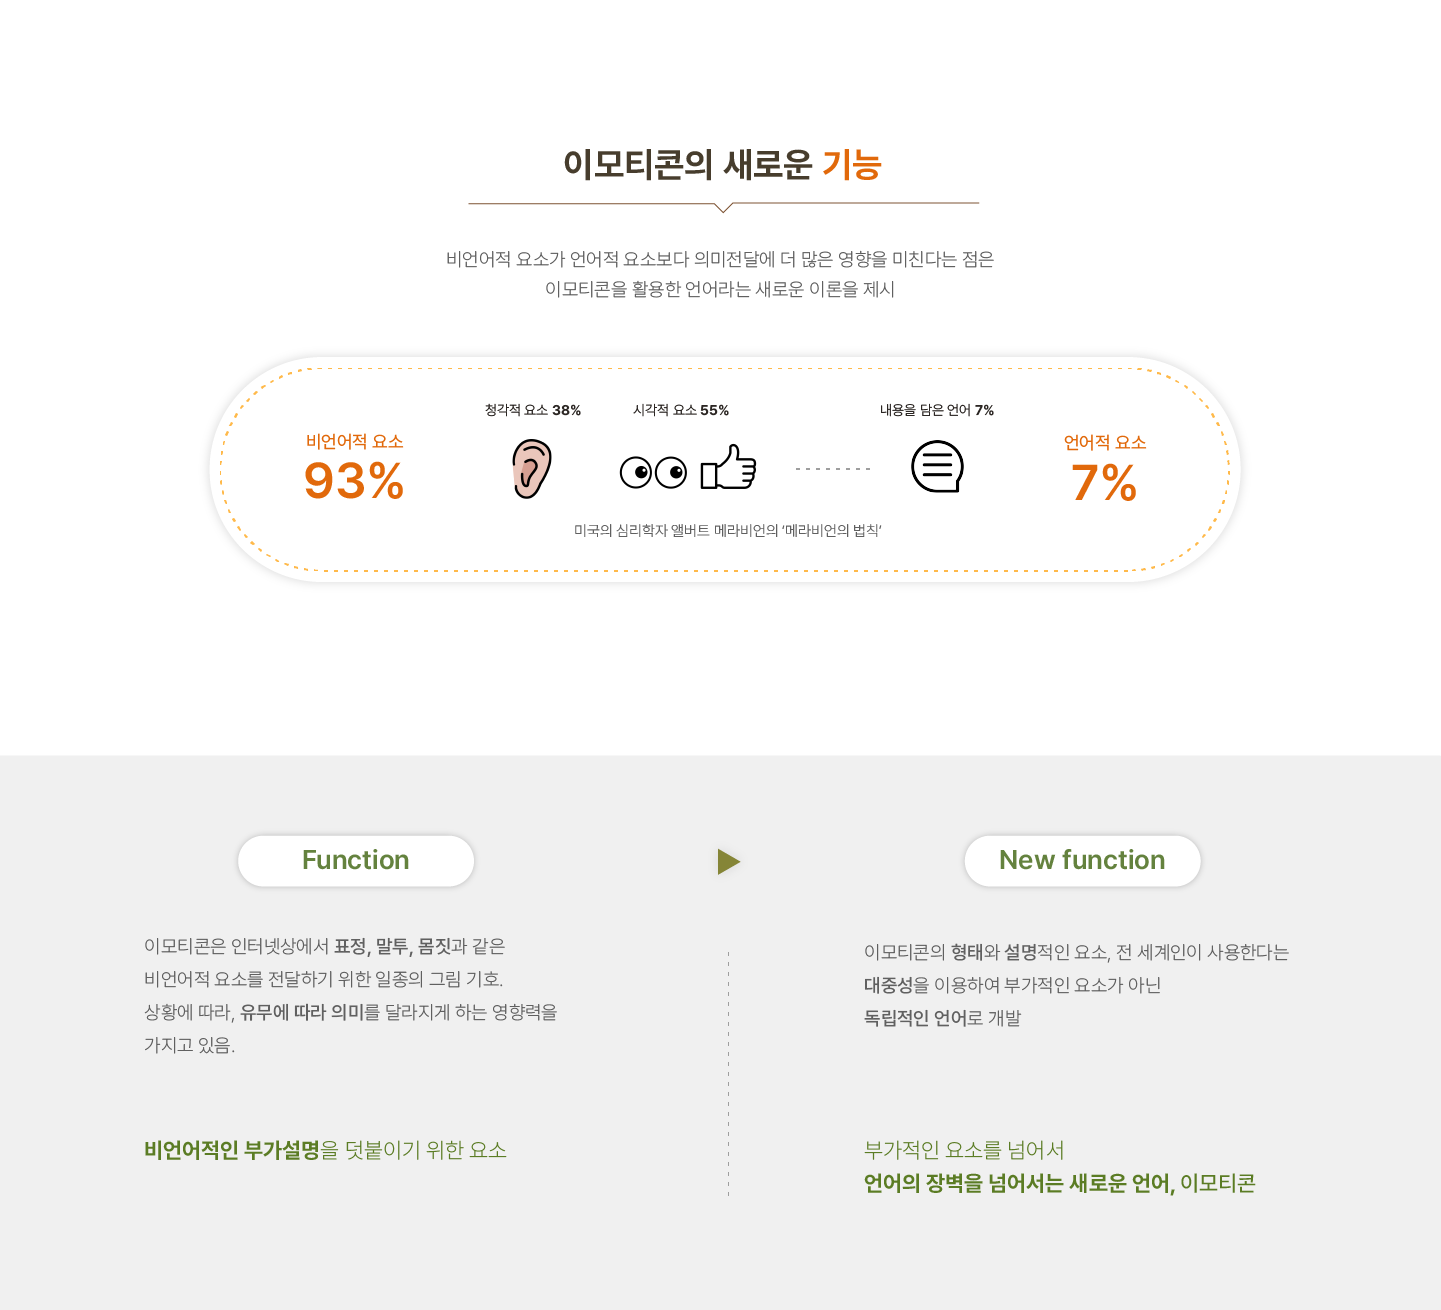 이모티콘의 새로운 기능
비언어적 요소가 언어적 요소보다 의미전달에 더 많은 영향을 미친다는 점은
이모티콘을 활용한 언어라는 새로운 이론을 제시
청각적 요소 38%
시각적 요소 55%
내용을 담은 언어 7%
비언어적 요소
93%
언어적 요소
7%
미국의 심리학자 앨버트 메라비언의 ‘메라비언의 법칙’
Function
New function
이모티콘은 인터넷상에서 표정, 말투, 몸짓과 같은
비언어적 요소를 전달하기 위한 일종의 그림 기호.
상황에 따라, 유무에 따라 의미를 달라지게 하는 영향력을
가지고 있음.
비언어적인 부가설명을 덧붙이기 위한 요소
이모티콘의 형태와 설명적인 요소, 전 세계인이 사용한다는
대중성을 이용하여 부가적인 요소가 아닌
독립적인 언어로 개발
부가적인 요소를 넘어서
언어의 장벽을 넘어서는 새로운 언어, 이모티콘